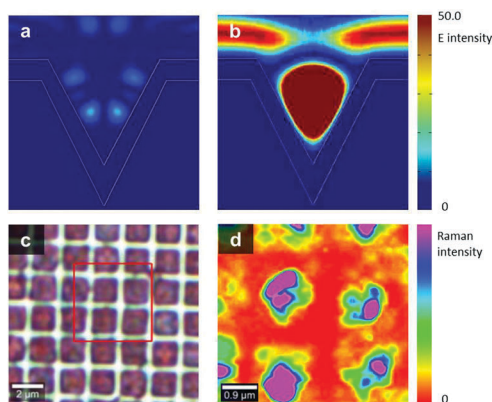 a
b
50.0
E intensity
0
c
d
Raman
intensity
2 µm
0.9 µm
0